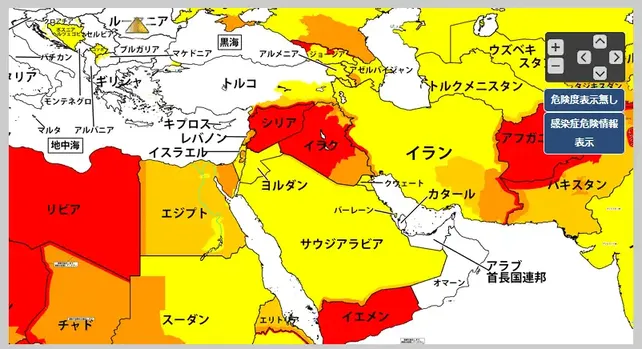 ルーマニア
クロアチア
ボスニア
ヘルツェゴビナ
セルビア
ブルガリア
黒海
アルメニア
ジョージア
ウズベキ
スタ
バチカン
マケドニア
タリア
ギリシャ
トルコ
アゼルバイジャン
トルクメニスタン
タジキスタン
危険度表示無し
感染症危険情報
表示
モンテネグロ
マルタ
アルバニア
地中海
キプロス
レバノン
イスラエル
シリア
イラク
イラン
アフガニ
ヨルダン
クウェート
カタール
パキスタン
バーレーン
リビア
エジプト
サウジアラビア
アラブ
首長国連邦
オマーン
チャド
スーダン
エリトリア
イエメン